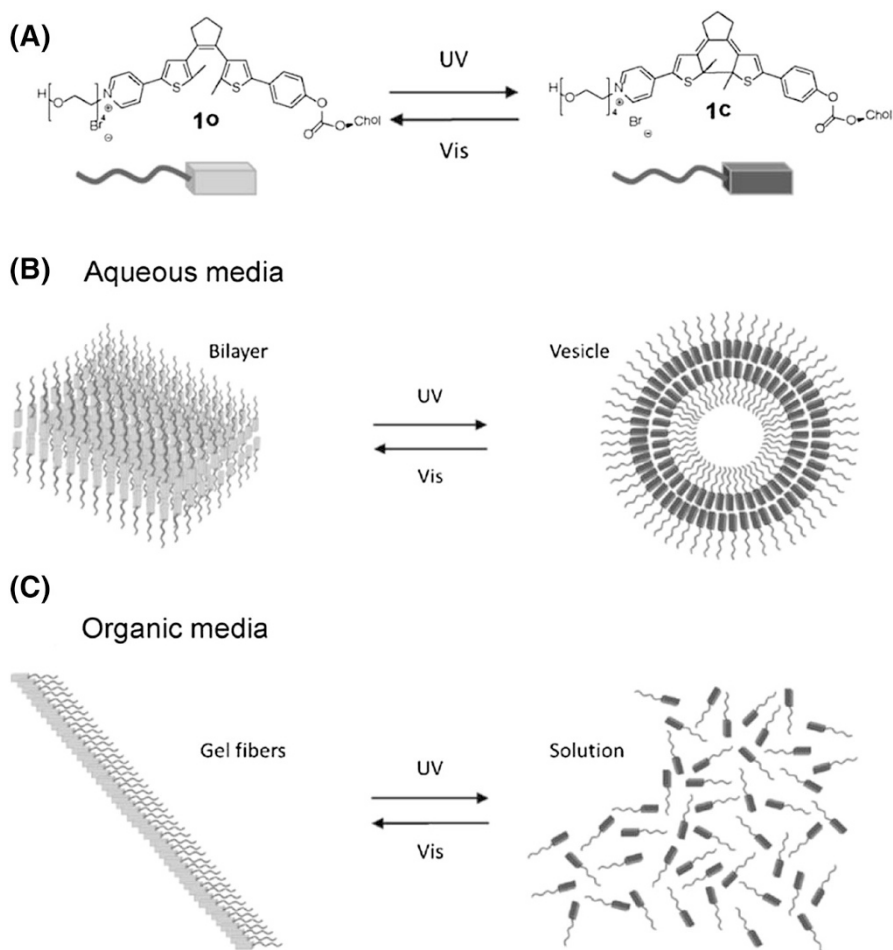 (A)
UV
Vis
H
O
N
⊕
4
Br
⊖
S
S
1o
O
O
O
Chol
H
O
N
⊕
4
Br
⊖
S
S
1c
O
O
O
Chol
(B) Aqueous media
Bilayer
UV
Vis
Vesicle
(C)
Organic media
Gel fibers
UV
Vis
Solution